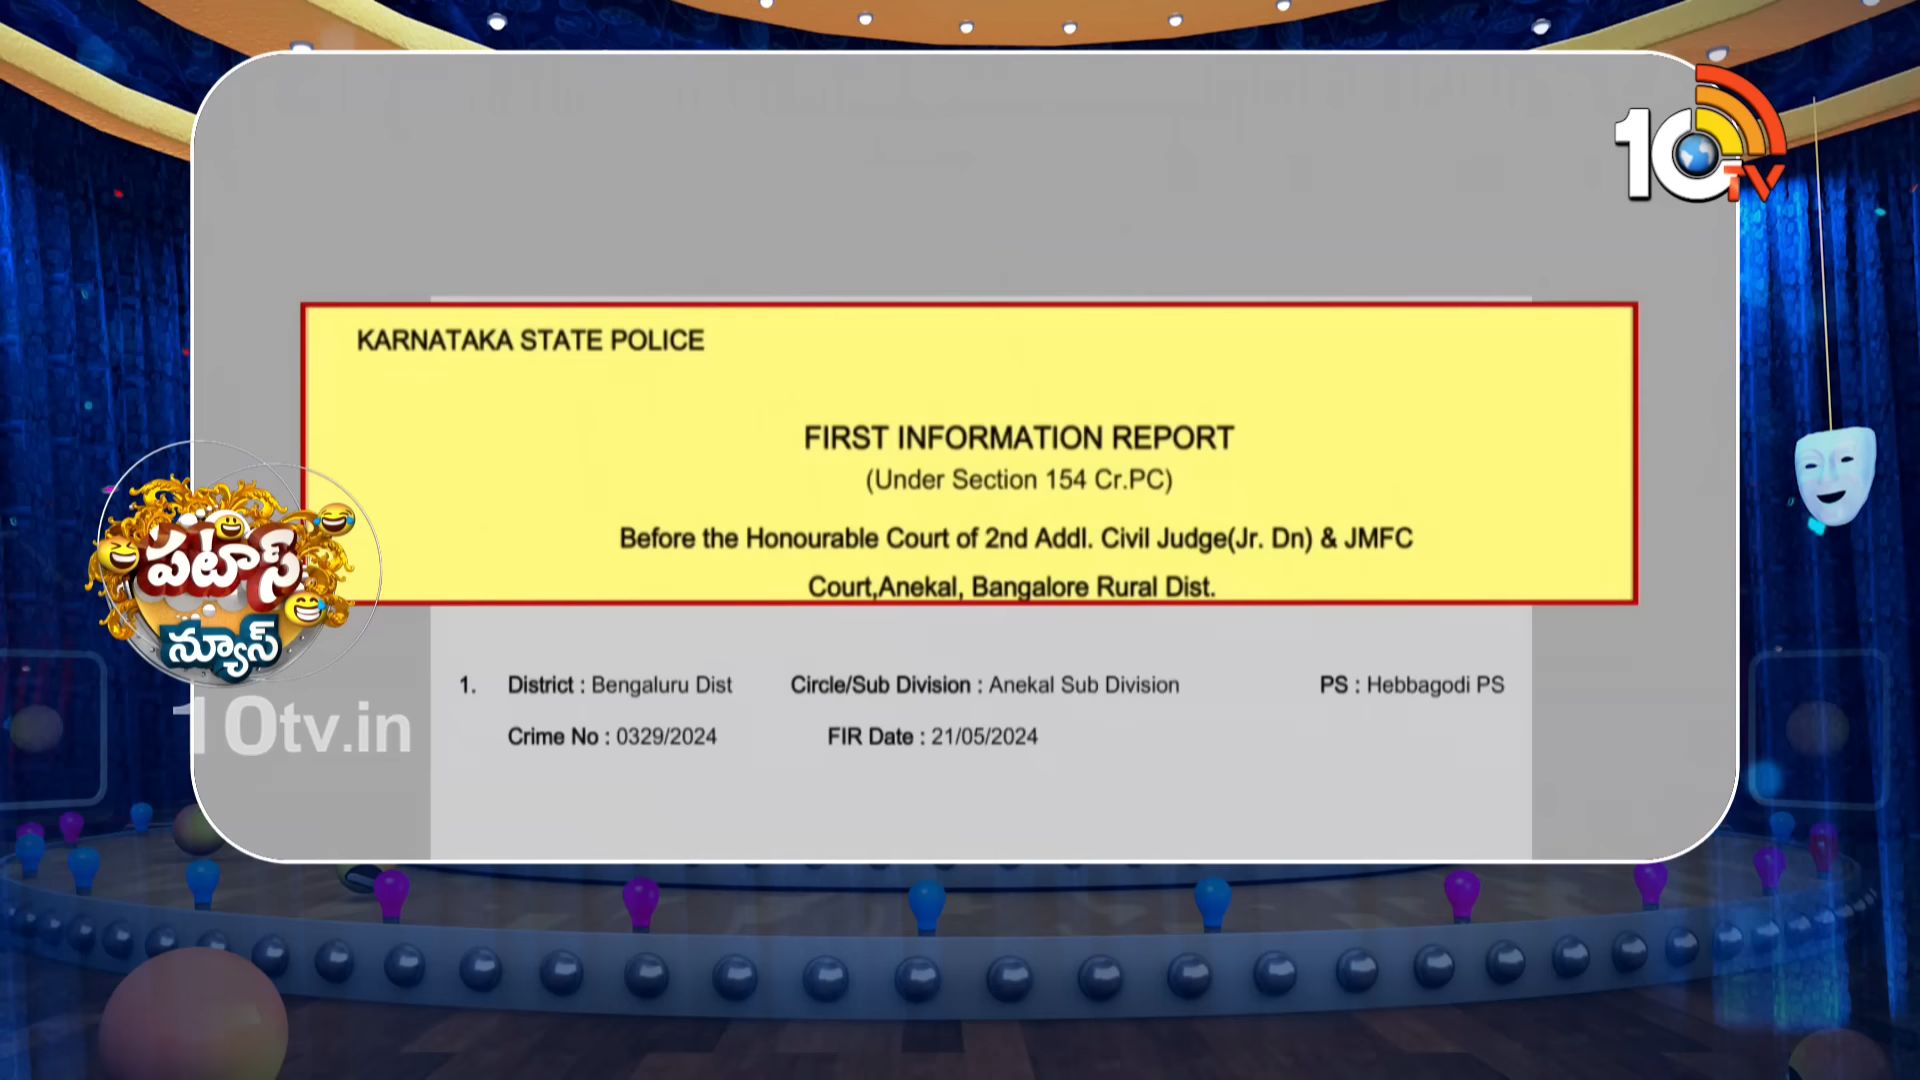 10TV
KARNATAKA STATE POLICE
FIRST INFORMATION REPORT
(Under Section 154 Cr.PC)
Before the Honourable Court of 2nd Addl. Civil Judge(Jr. Dn) & JMFC
Court,Anekal, Bangalore Rural Dist.
పటాస్
న్యూస్
10tv.in
1. District : Bengaluru Dist Circle/Sub Division : Anekal Sub Division PS : Hebbagodi PS
Crime No : 0329/2024 FIR Date : 21/05/2024